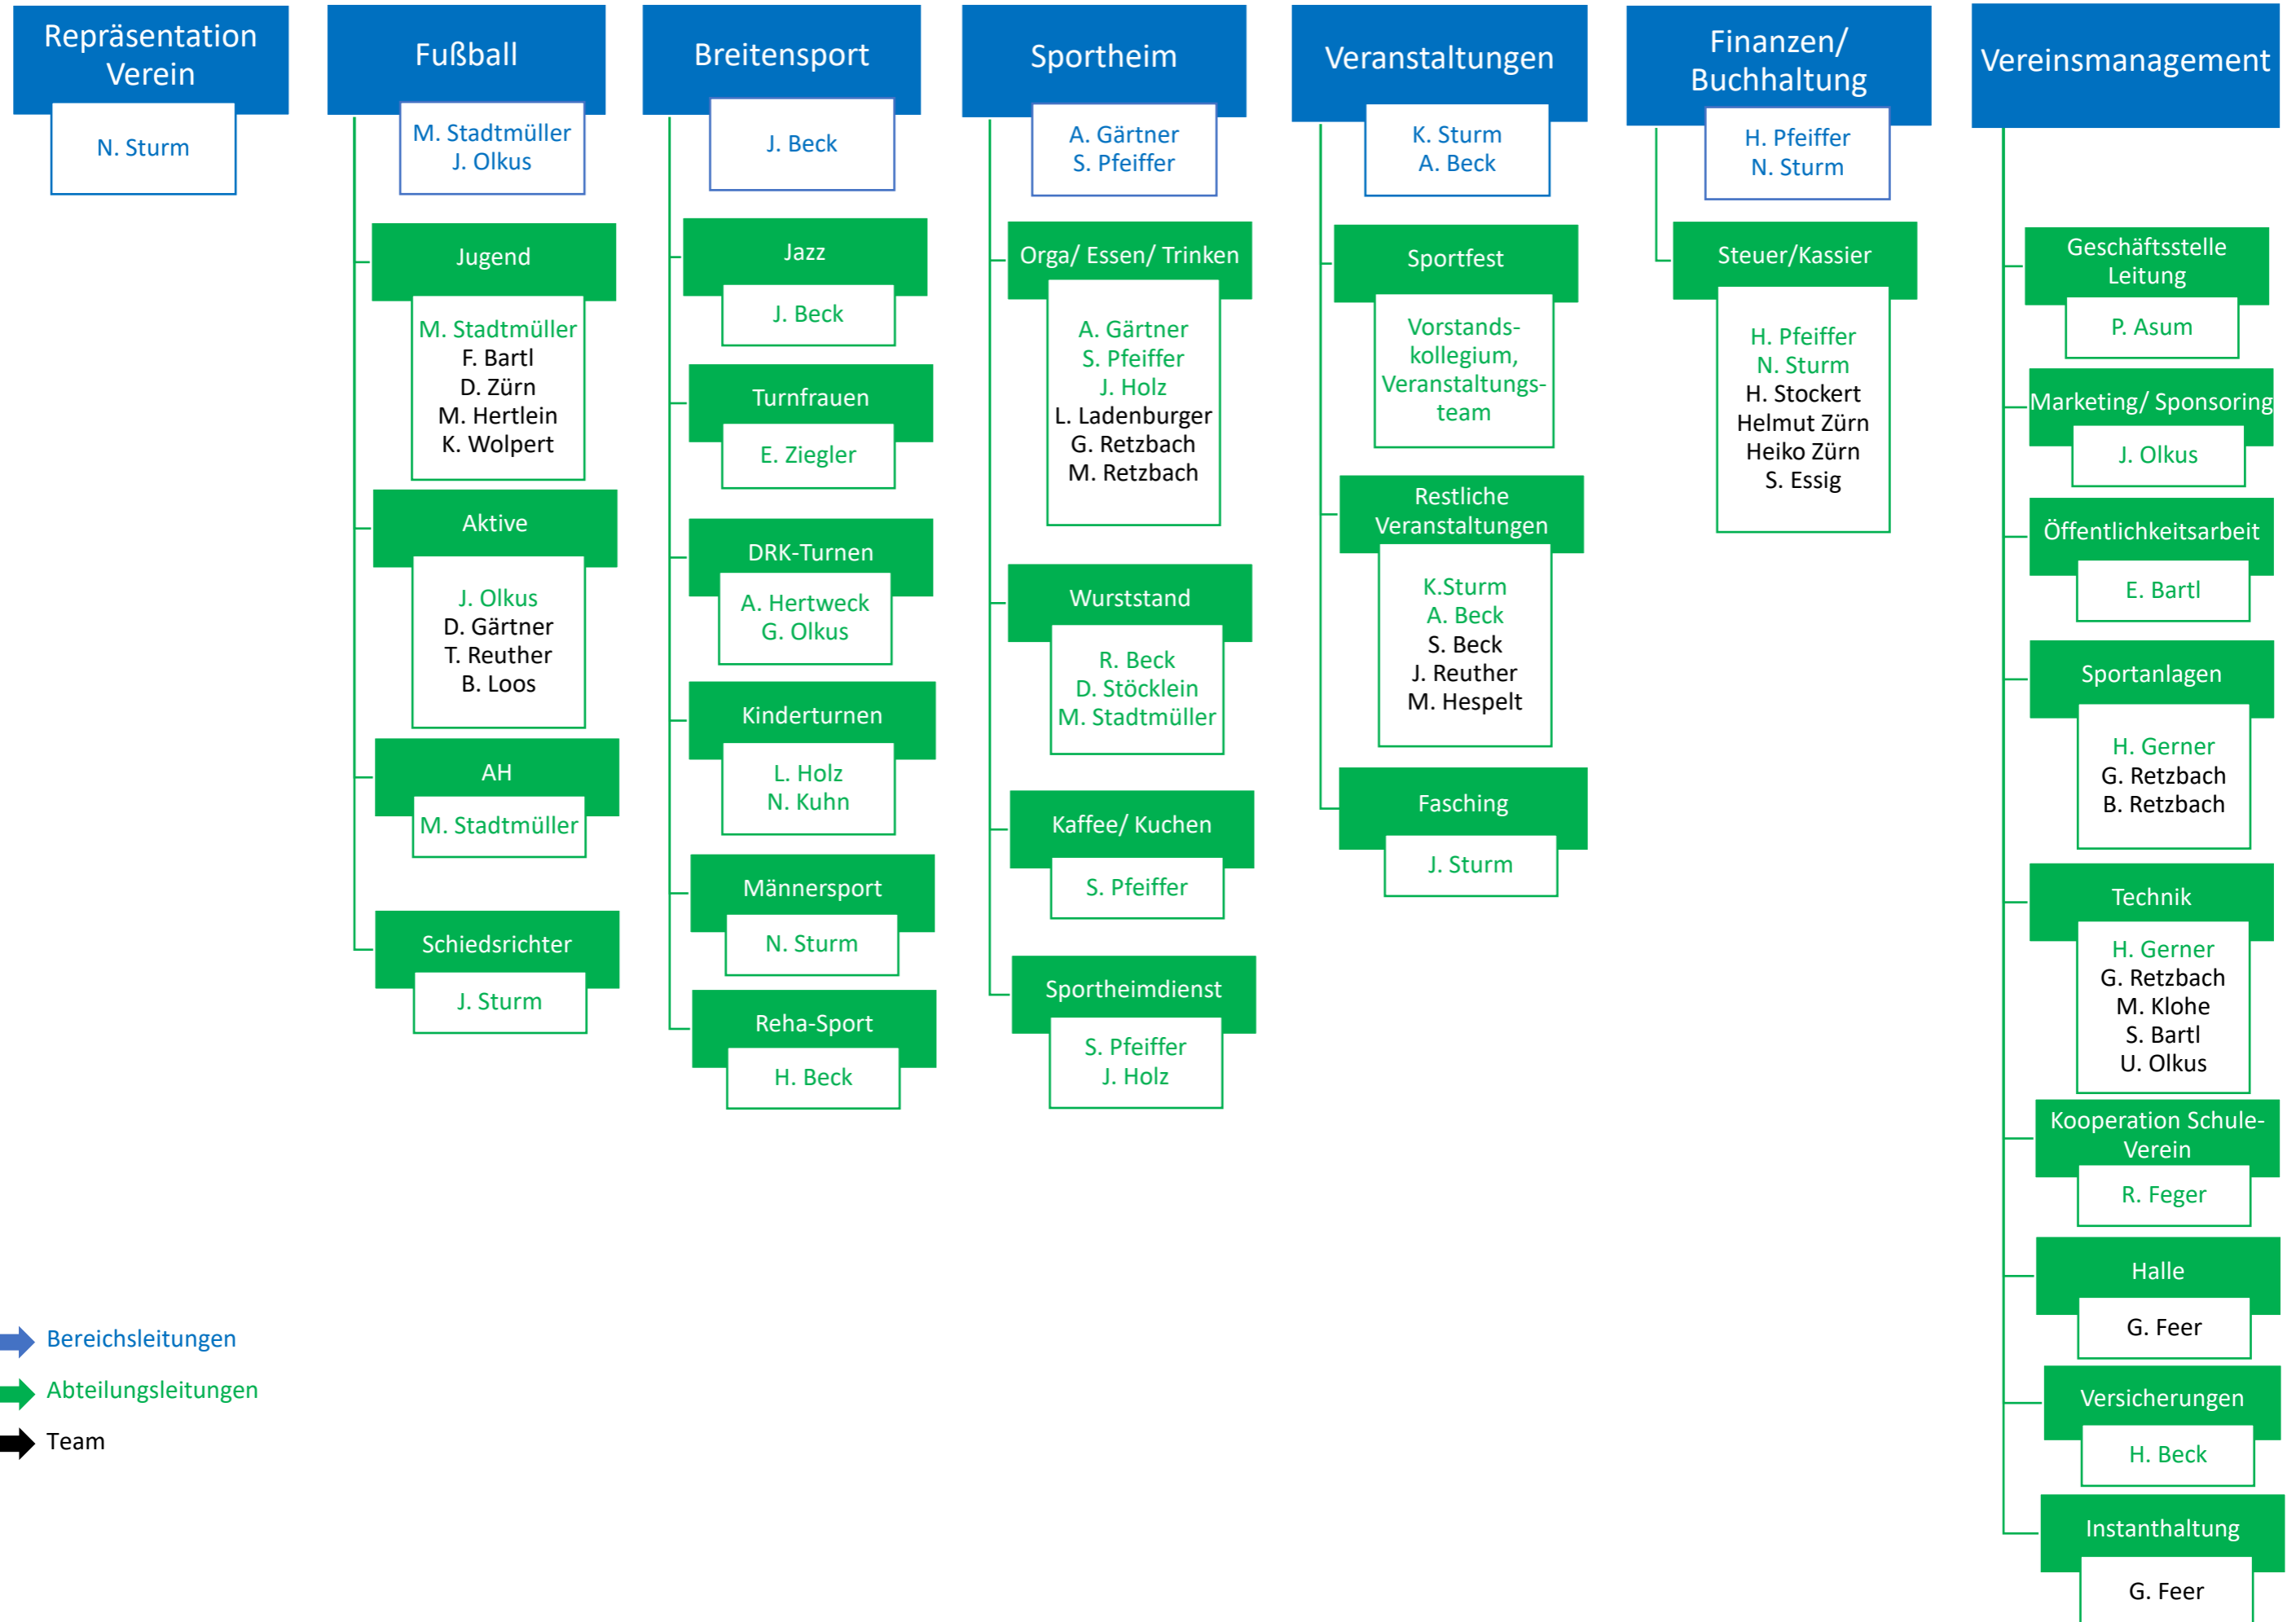 Repräsentation
Verein
N. Sturm
Fußball
M. Stadtmüller
J. Olkus
Jugend
M. Stadtmüller
F. Bartl
D. Zürn
M. Hertlein
K. Wolpert
Aktive
J. Olkus
D. Gärtner
T. Reuther
B. Loos
AH
M. Stadtmüller
Schiedsrichter
J. Sturm
Breitensport
J. Beck
Jazz
J. Beck
Turnfrauen
E. Ziegler
DRK-Turnen
A. Hertweck
G. Olkus
Kinderturnen
L. Holz
N. Kuhn
Männersport
N. Sturm
Reha-Sport
H. Beck
Sportheim
A. Gärtner
S. Pfeiffer
Orga/ Essen/ Trinken
A. Gärtner
S. Pfeiffer
J. Holz
L. Ladenburger
G. Retzbach
M. Retzbach
Wurststand
R. Beck
D. Stöcklein
M. Stadtmüller
Kaffee/ Kuchen
S. Pfeiffer
Sportheimdienst
S. Pfeiffer
J. Holz
Veranstaltungen
K. Sturm
A. Beck
Sportfest
Vorstands-
kollegium,
Veranstaltungs-
team
Restliche
Veranstaltungen
K.Sturm
A. Beck
S. Beck
J. Reuther
M. Hespelt
Fasching
J. Sturm
Finanzen/
Buchhaltung
H. Pfeiffer
N. Sturm
Steuer/Kassier
H. Pfeiffer
N. Sturm
H. Stockert
Helmut Zürn
Heiko Zürn
S. Essig
Vereinsmanagement
Geschäftsstelle
Leitung
P. Asum
Marketing/ Sponsoring
J. Olkus
Öffentlichkeitsarbeit
E. Bartl
Sportanlagen
H. Gerner
G. Retzbach
B. Retzbach
Technik
H. Gerner
G. Retzbach
M. Klohe
S. Bartl
U. Olkus
Kooperation Schule-
Verein
R. Feger
Halle
G. Feer
Versicherungen
H. Beck
Instanthaltung
G. Feer
Bereichsleitungen
Abteilungsleitungen
Team